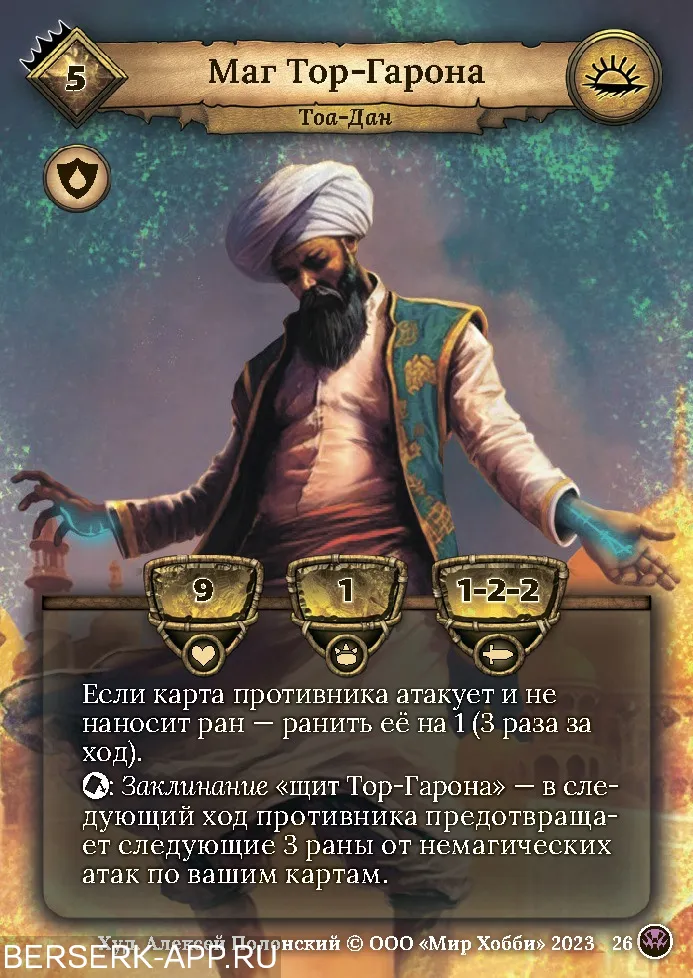 5
Маг Тор-Гарона
Тоа-Дан
9
1
1-2-2
Если карта противника атакует и не
наносит ран — ранить её на 1 (3 раза за
ход).
: Заклинание «щит Тор-Гарона» — в сле-
дующий ход противника предотвраща-
ет следующие 3 раны от немагических
атак по вашим картам.
Худ. Алексей Полонский © ООО «Мир Хобби» 2023 26
BERSERK-APP.RU